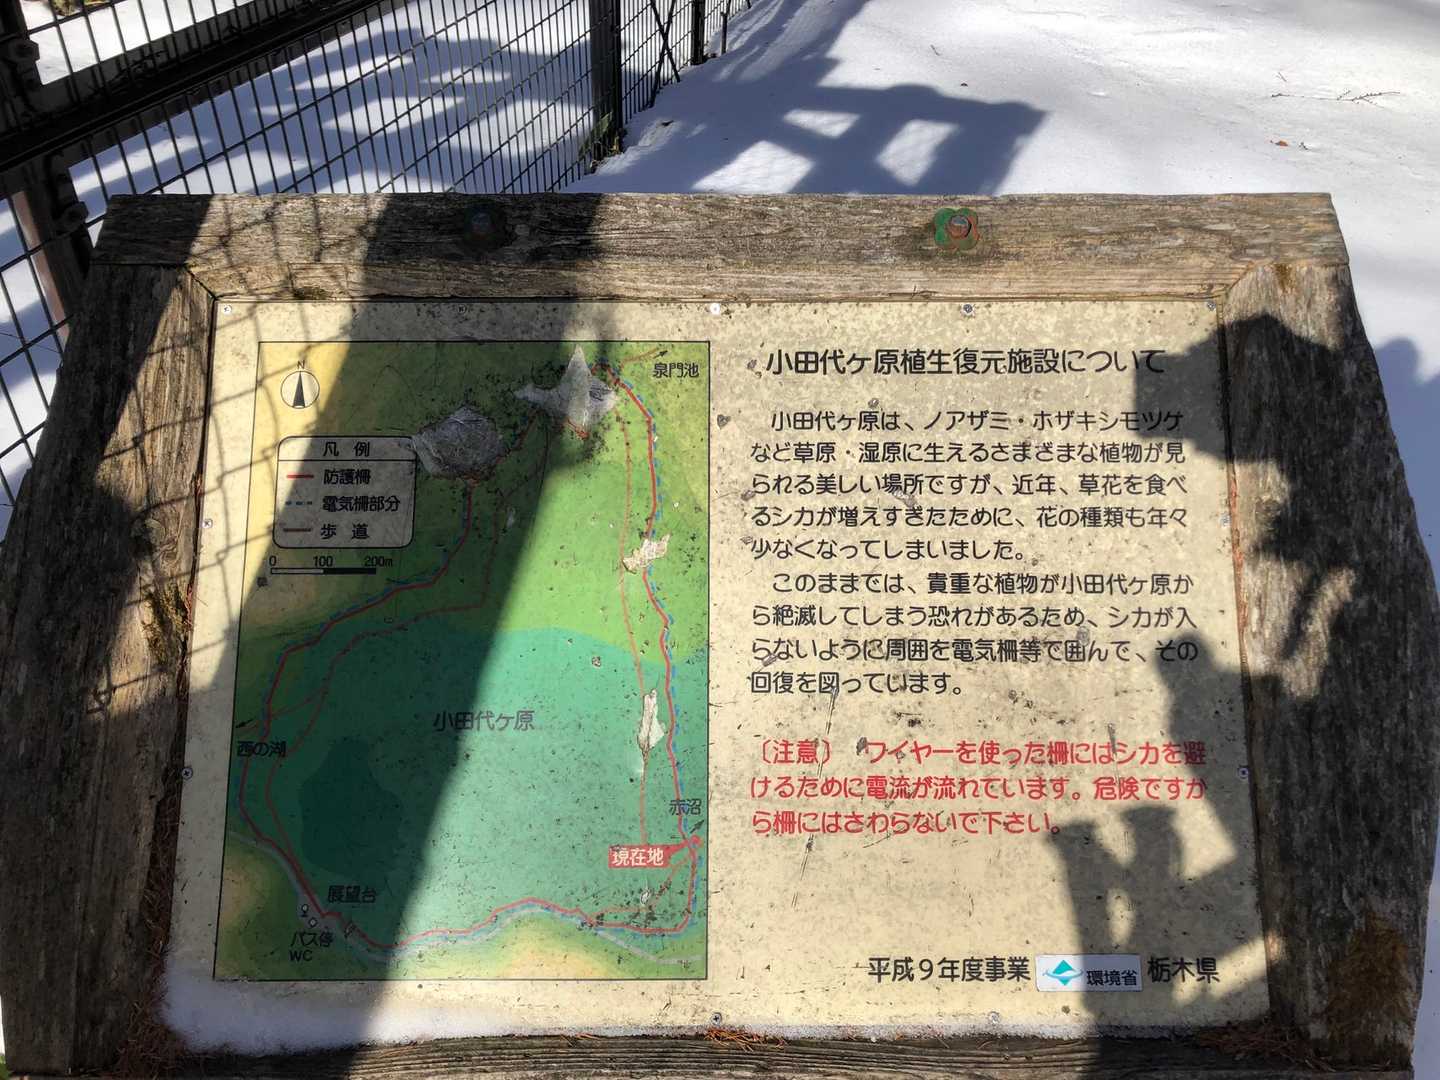 小田代ヶ原植生復元施設について
小田代ヶ原は、ノアザミ・ホザキシモツケ
など草原・湿原に生えるさまざまな植物が見
られる美しい場所ですが、近年、草花を食べ
るシカが増えすぎたために、花の種類も年々
少なくなってしまいました。
このままでは、貴重な植物が小田代ヶ原か
ら絶滅してしまう恐れがあるため、シカが入
らないように周囲を電気柵等で囲んで、その
回復を図っています。
〔注意〕 ワイヤーを使った柵にはシカを避
けるために電流が流れています。危険ですか
ら柵にはさわらないで下さい。
平成9年度事業 環境省 栃木県
N
泉門池
凡例
防護柵
電気柵部分
歩道
0 100 200m
小田代ヶ原
西の湖
赤沼
現在地
展望台
バス停
WC